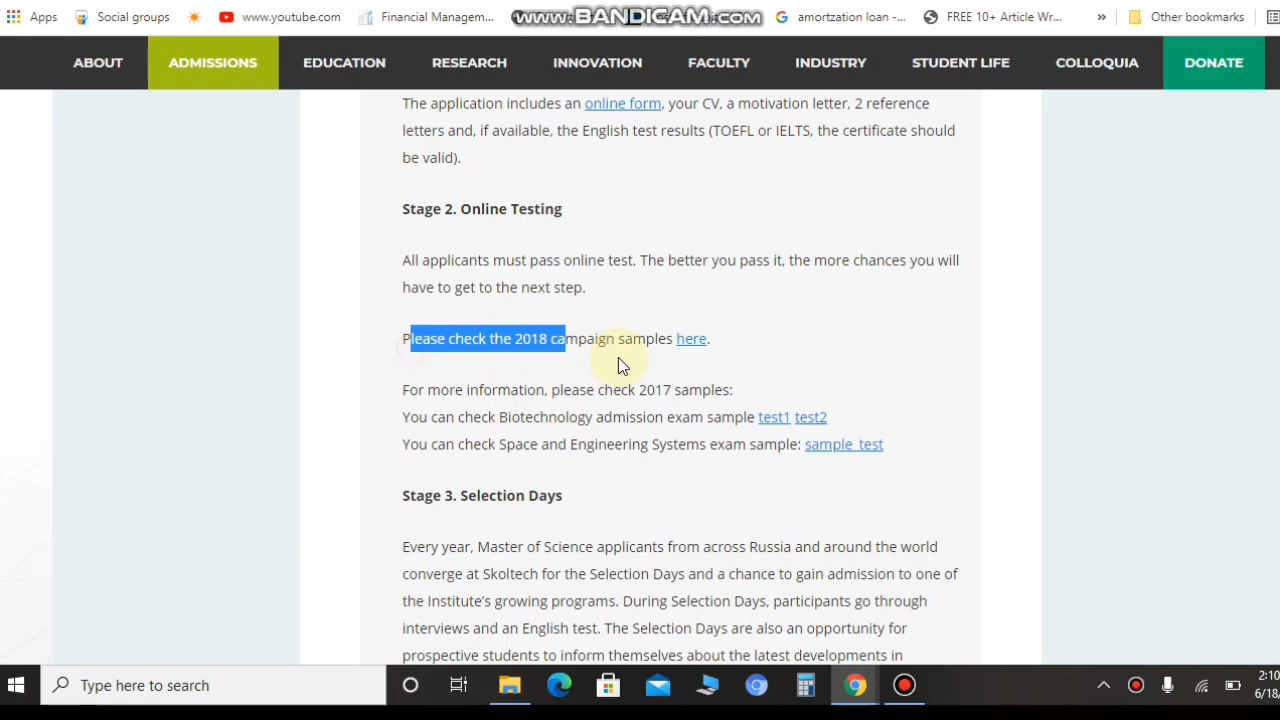 Apps Social groups www.youtube.com Financial Managem... www.BANDICAM.com amortzation loan -... FREE 10+ Article Wr... » Other bookmarks
ABOUT ADMISSIONS EDUCATION RESEARCH INNOVATION FACULTY INDUSTRY STUDENT LIFE COLLOQUIA DONATE
The application includes an online form, your CV, a motivation letter, 2 reference
letters and, if available, the English test results (TOEFL or IELTS, the certificate should
be valid).
Stage 2. Online Testing
All applicants must pass online test. The better you pass it, the more chances you will
have to get to the next step.
Please check the 2018 campaign samples here.
For more information, please check 2017 samples:
You can check Biotechnology admission exam sample test1 test2
You can check Space and Engineering Systems exam sample: sample_test
Stage 3. Selection Days
Every year, Master of Science applicants from across Russia and around the world
converge at Skoltech for the Selection Days and a chance to gain admission to one of
the Institute's growing programs. During Selection Days, participants go through
interviews and an English test. The Selection Days are also an opportunity for
prospective students to inform themselves about the latest developments in
Type here to search
2:10
6/18/